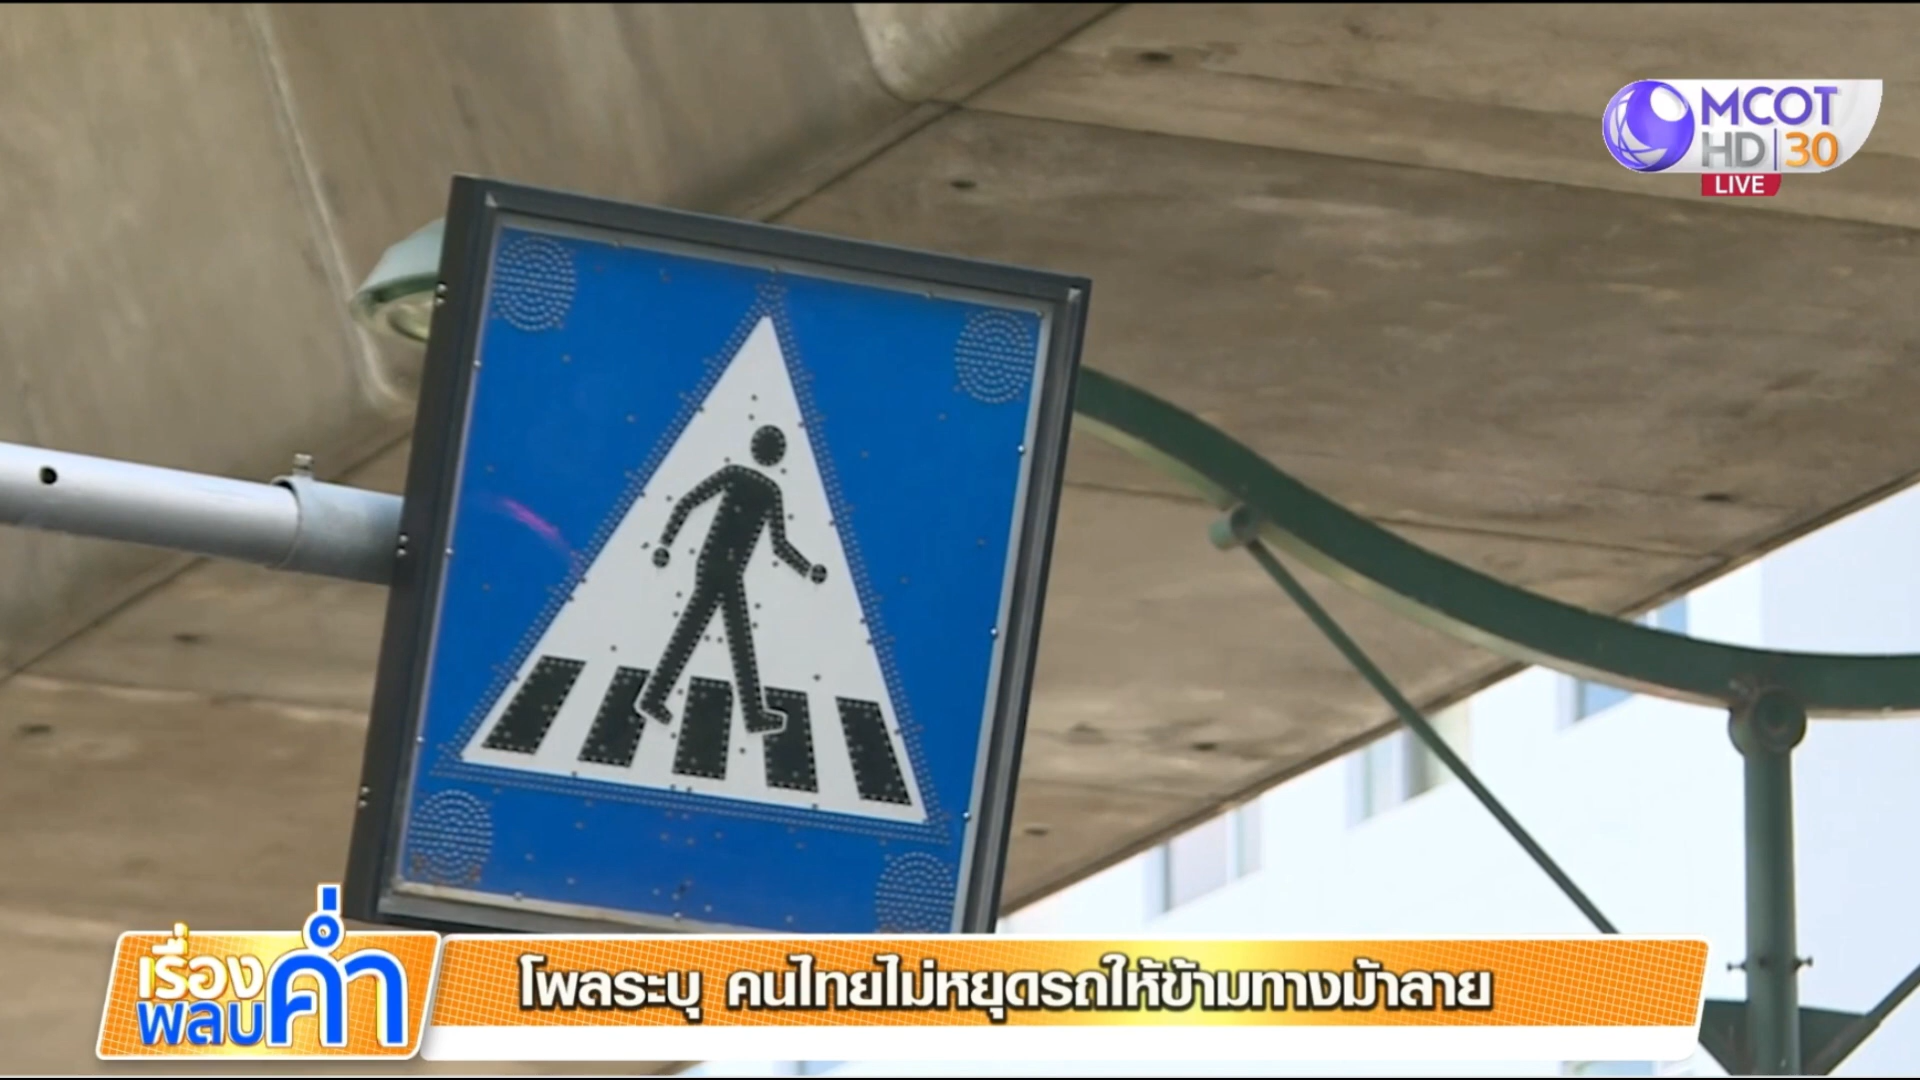 MCOT
HD 30
LIVE
เรื่อง
พลบ
ค่ำ
โพลระบุ คนไทยไม่หยุดรถให้ข้ามทางม้าลาย